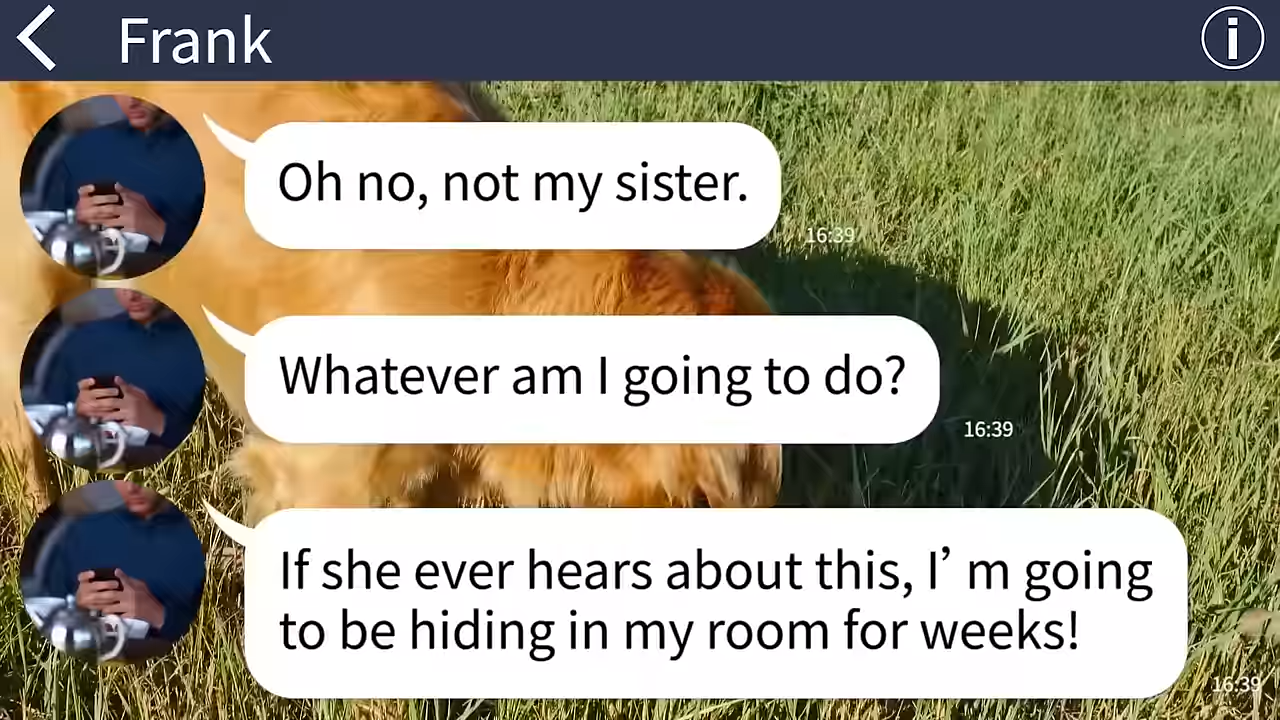 Frank
Oh no, not my sister.
16:39
Whatever am I going to do?
16:39
If she ever hears about this, I’ m going
to be hiding in my room for weeks!
16:39